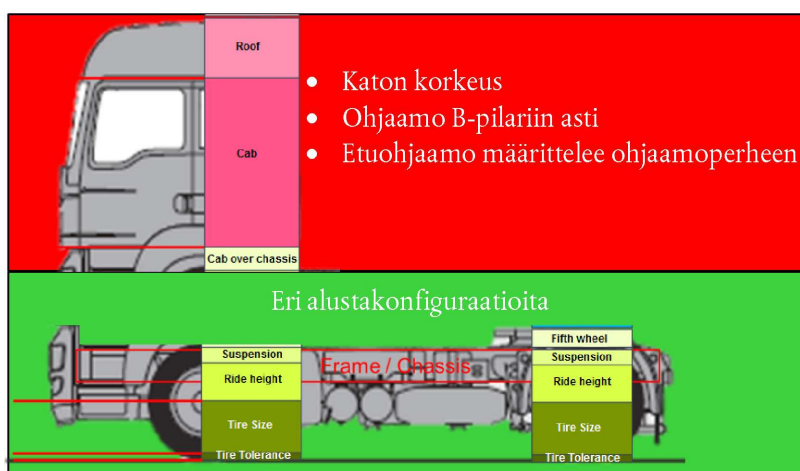 Roof
• Katon korkeus
• Ohjaamo B-pilariin asti
Cab
• Etuohjaamo määrittelee ohjaamoperheen
Cab over chassis
Eri alustakonfiguraatioita
Fifth wheel
Suspension
Frame / Chassis
Suspension
Ride height
Ride height
Tire Size
Tire Size
Tire Tolerance
Tire Tolerance